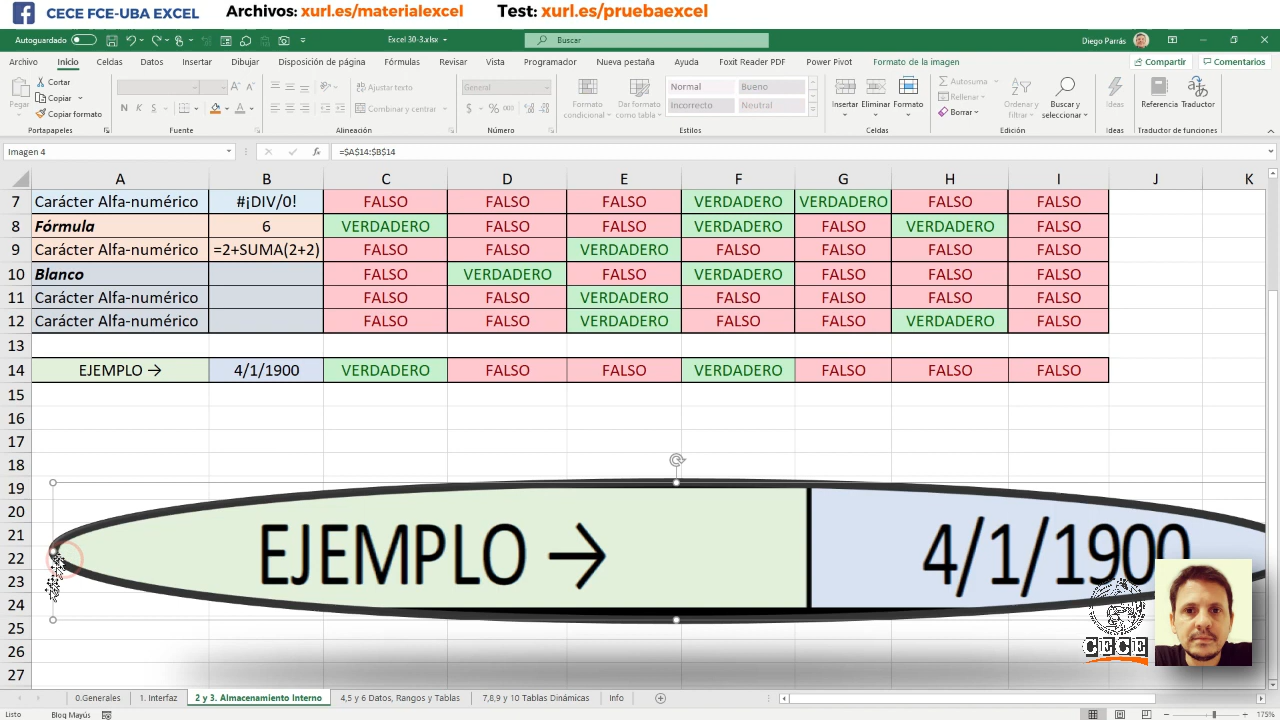 CECE FCE-UBA EXCEL Archivos: xurl.es/materialexcel Test: xurl.es/pruebaexcel
Autoguardado Excel 30-3.xlsx Buscar Diego Parrás
Archivo Inicio Celdas Datos Insertar Dibujar Disposición de página Fórmulas Revisar Vista Programador Nueva pestaña Ayuda Foxit Reader PDF Power Pivot Formato de la imagen Compartir Comentarios
Pegar Cortar Copiar Copiar formato
N K S Ajustar texto Combinar y centrar General $ % 000
Formato condicional Dar formato como tabla Normal Bueno Incorrecto Neutral
Insertar Eliminar Formato Autosuma Rellenar Borrar Ordenar y filtrar Buscar y seleccionar Ideas Referencia Traductor
Portapapeles Fuente Alineación Número Estilos Celdas Edición Ideas Traductor de funciones
Imagen 4 fx =$A$14:$B$14
A B C D E F G H I J K
7 Carácter Alfa-numérico #¡DIV/0! FALSO FALSO FALSO VERDADERO VERDADERO FALSO FALSO
8 Fórmula 6 VERDADERO FALSO FALSO VERDADERO FALSO VERDADERO FALSO
9 Carácter Alfa-numérico =2+SUMA(2+2) FALSO FALSO VERDADERO FALSO FALSO FALSO FALSO
10 Blanco FALSO VERDADERO FALSO VERDADERO FALSO FALSO FALSO
11 Carácter Alfa-numérico FALSO FALSO VERDADERO FALSO FALSO FALSO FALSO
12 Carácter Alfa-numérico FALSO FALSO VERDADERO FALSO FALSO VERDADERO FALSO
13
14 EJEMPLO → 4/1/1900 VERDADERO FALSO FALSO VERDADERO FALSO FALSO FALSO
15
16
17
18
19
20
21
22 EJEMPLO → 4/1/1900
23
24
25
26 CECE
27
0.Generales 1. Interfaz 2 y 3. Almacenamiento Interno 4.5 y 6 Datos, Rangos y Tablas 7,8,9 y 10 Tablas Dinámicas Info
Listo Bloq Mayús 175%